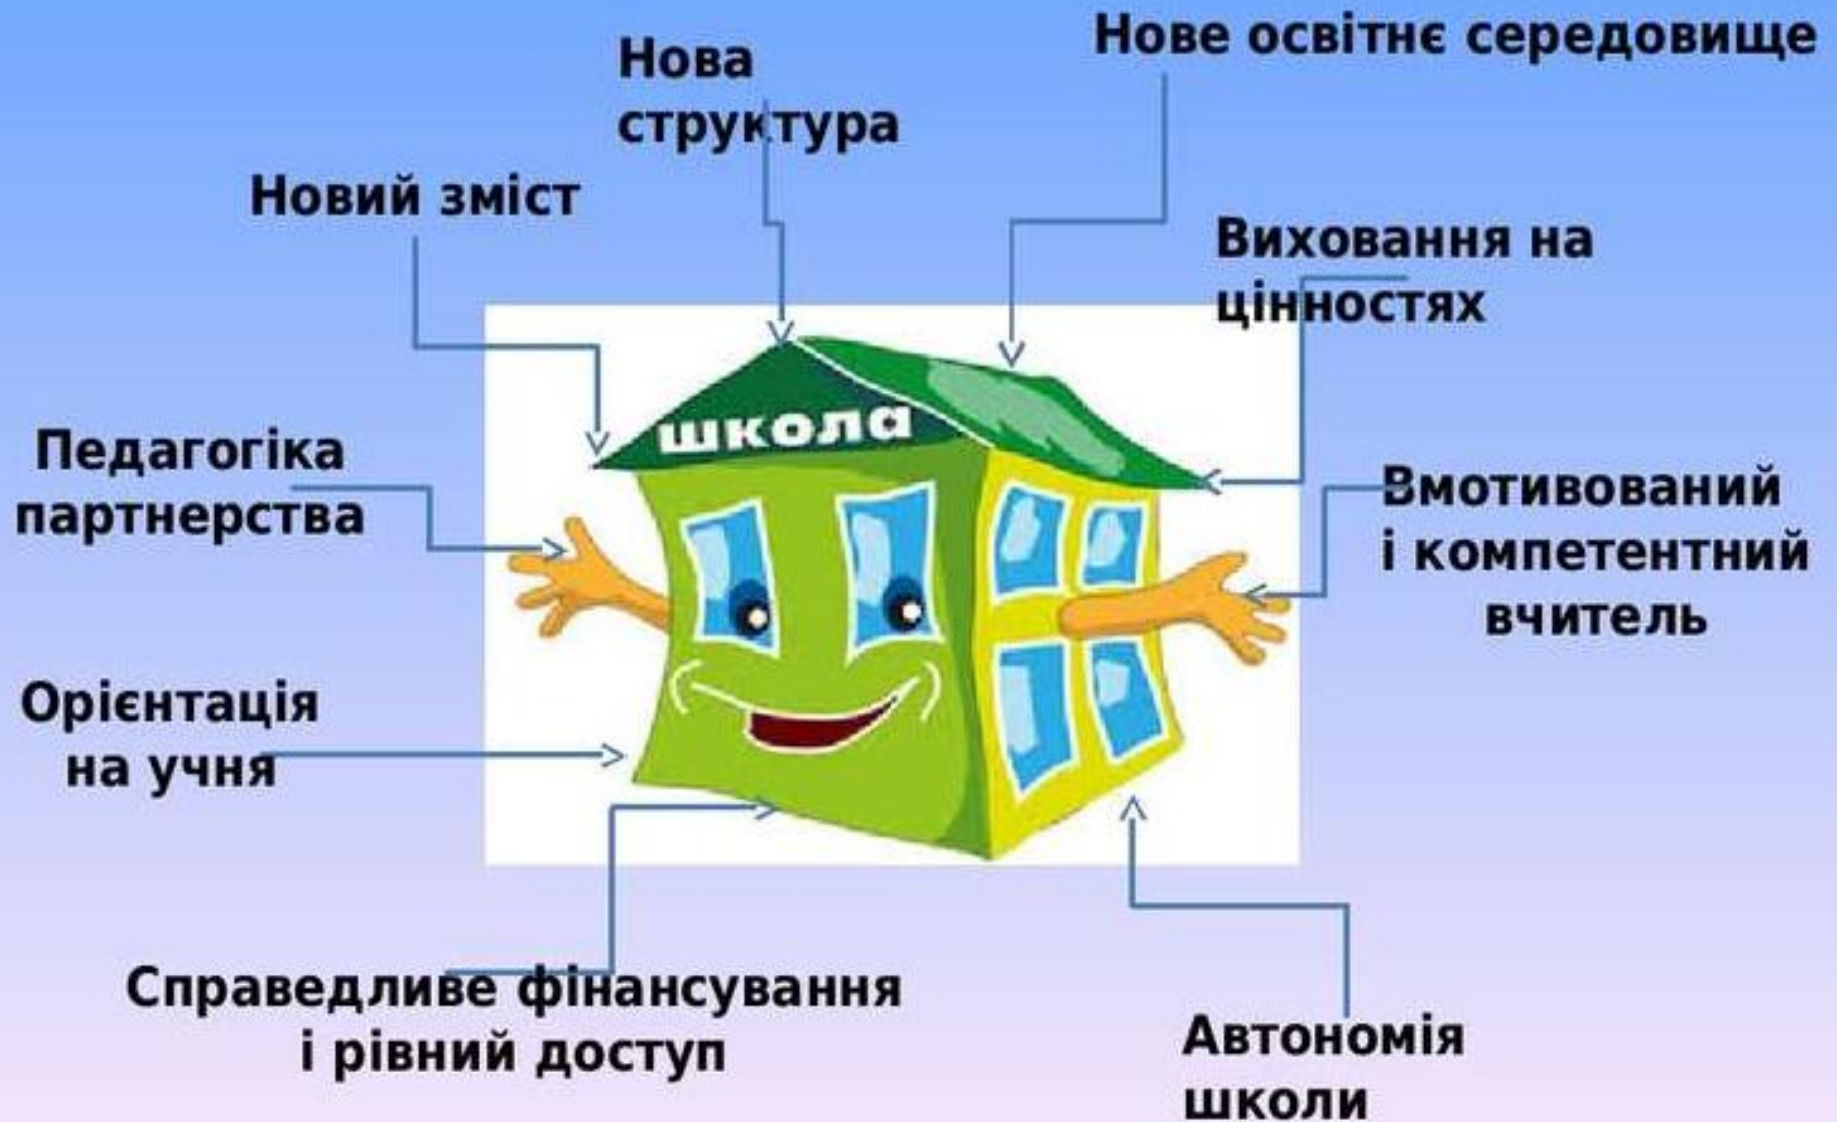 Нове освітнє середовище
Нова
структура
Новий зміст
Виховання на
цінностях
школа
Педагогіка
партнерства
Вмотивований
і компетентний
вчитель
Орієнтація
на учня
Справедливе фінансування
і рівний доступ
Автономія
школи